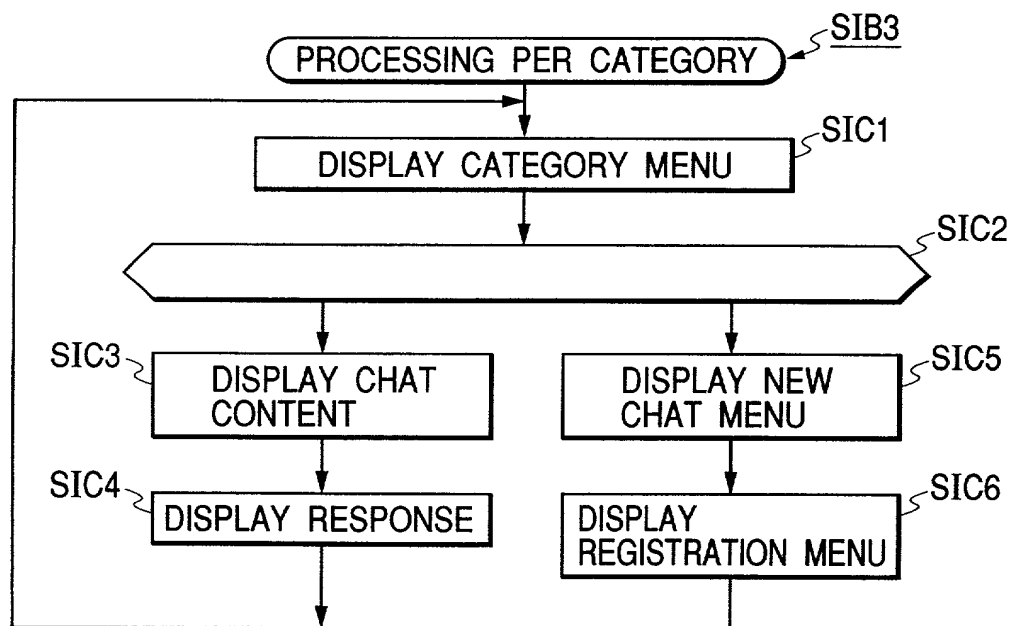 SIB3
PROCESSING PER CATEGORY
SIC1
DISPLAY CATEGORY MENU
SIC2
SIC3
DISPLAY CHAT
CONTENT
SIC5
DISPLAY NEW
CHAT MENU
SIC4
DISPLAY RESPONSE
SIC6
DISPLAY
REGISTRATION MENU